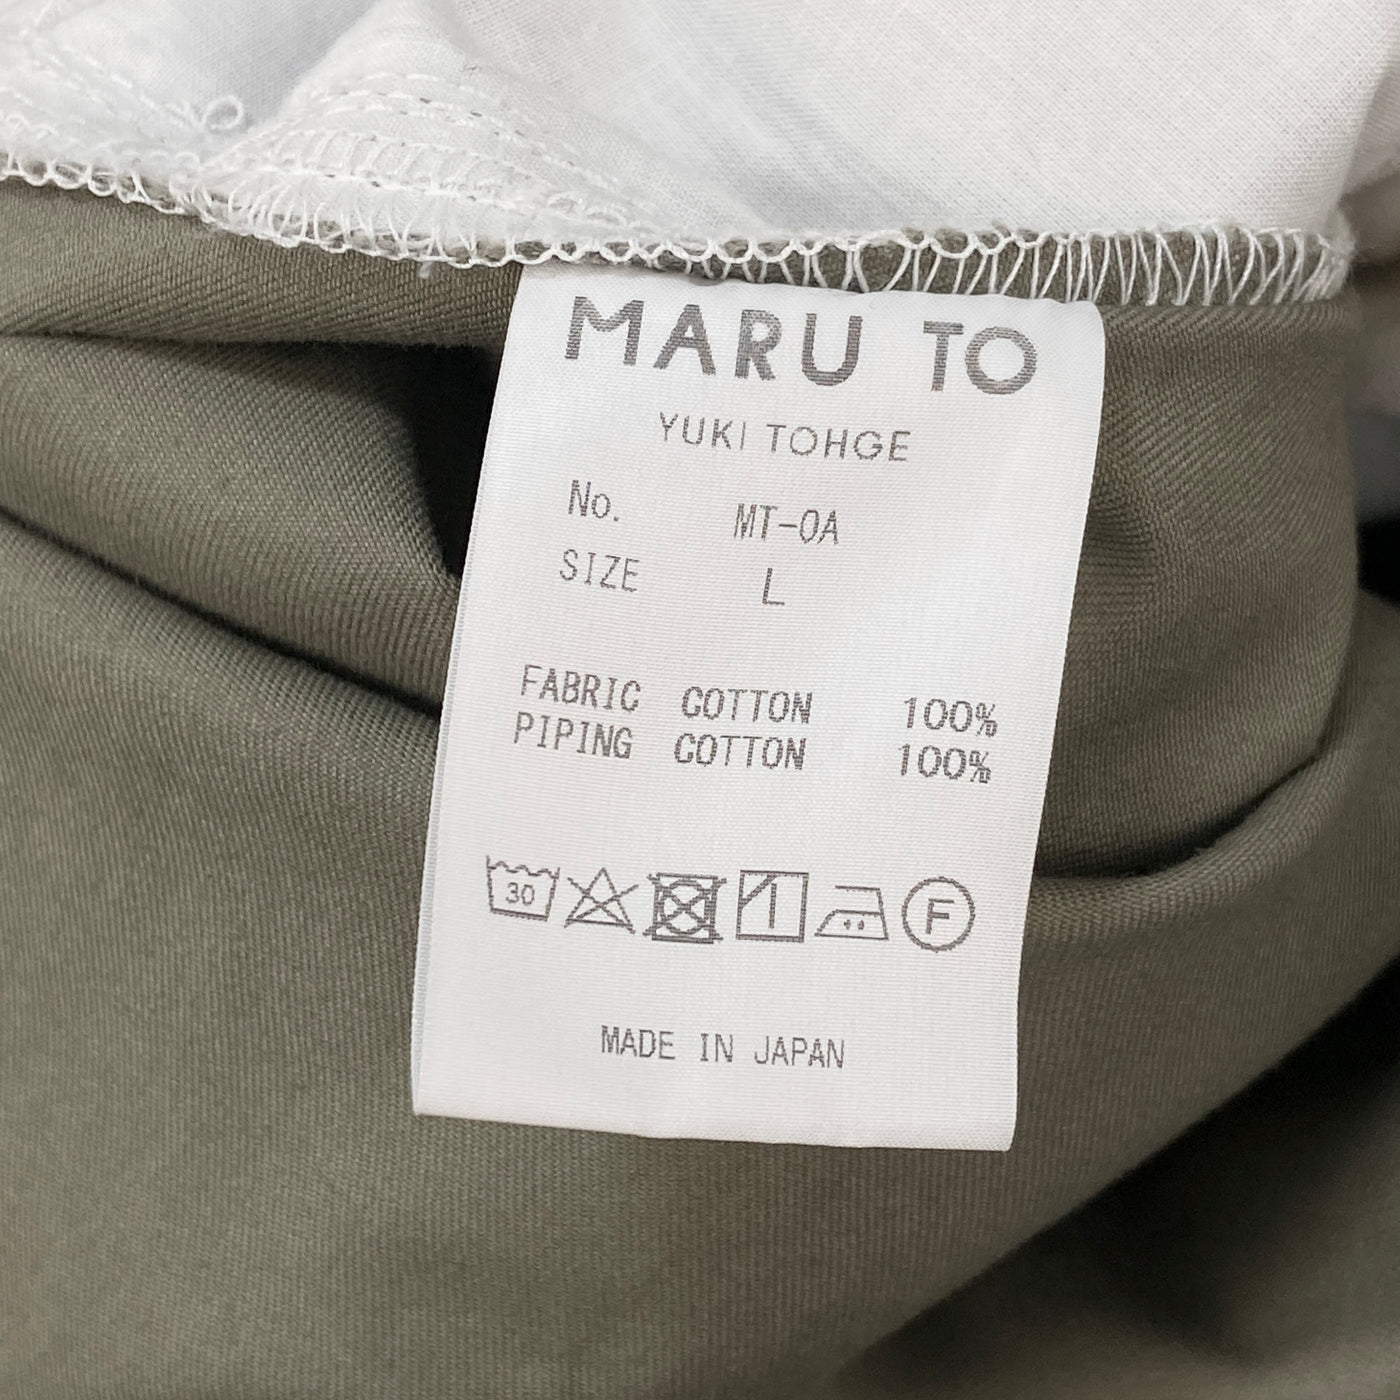 MARU TO
YUKI TOHGE
No. MT-0A
SIZE L
FABRIC COTTON 100%
PIPING COTTON 100%
30 F
MADE IN JAPAN